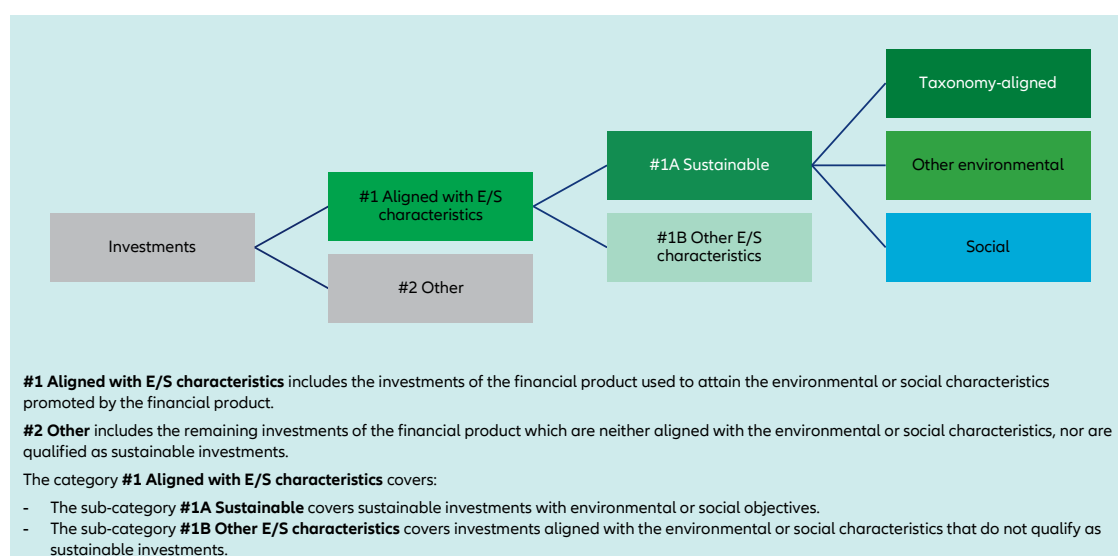 Taxonomy-aligned
#1A Sustainable
Other environmental
#1 Aligned with E/S
characteristics
Investments
#1B Other E/S
characteristics
Social
#2 Other
#1 Aligned with E/S characteristics includes the investments of the financial product used to attain the environmental or social characteristics
promoted by the financial product.
#2 Other includes the remaining investments of the financial product which are neither aligned with the environmental or social characteristics, nor are
qualified as sustainable investments.
The category #1 Aligned with E/S characteristics covers:
- The sub-category #1A Sustainable covers sustainable investments with environmental or social objectives.
- The sub-category #1B Other E/S characteristics covers investments aligned with the environmental or social characteristics that do not qualify as
sustainable investments.